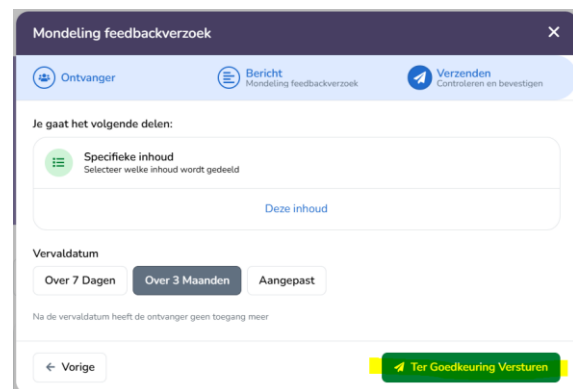 Mondeling feedbackverzoek
Ontvanger
Bericht
Mondeling feedbackverzoek
Verzenden
Controleren en bevestigen
Je gaat het volgende delen:
Specifieke inhoud
Selecteer welke inhoud wordt gedeeld
Deze inhoud
Vervaldatum
Over 7 Dagen
Over 3 Maanden
Aangepast
Na de vervaldatum heeft de ontvanger geen toegang meer
← Vorige
Ter Goedkeuring Versturen